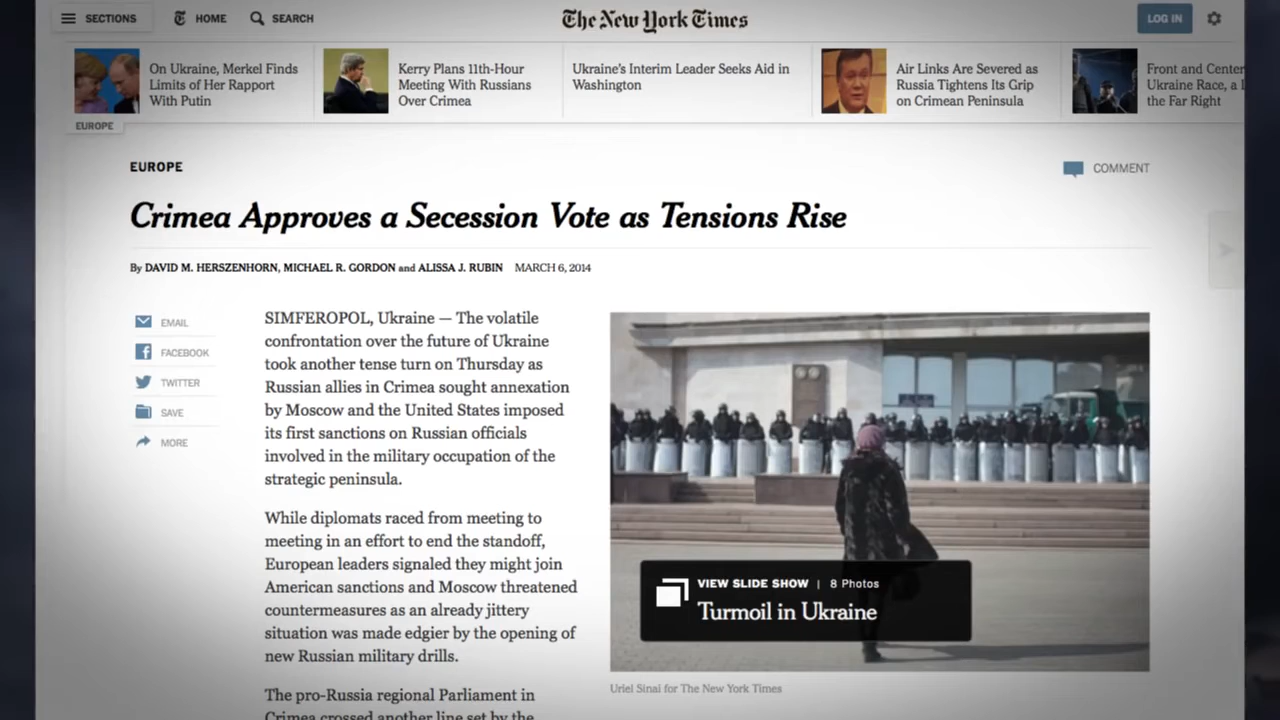 SECTIONS
HOME
SEARCH
The New York Times
LOG IN
On Ukraine, Merkel Finds
Limits of Her Rapport
With Putin
Kerry Plans 11th-Hour
Meeting With Russians
Over Crimea
Ukraine's Interim Leader Seeks Aid in
Washington
Air Links Are Severed as
Russia Tightens Its Grip
on Crimean Peninsula
Front and Center
Ukraine Race, a l
the Far Right
EUROPE
EUROPE
COMMENT
Crimea Approves a Secession Vote as Tensions Rise
By DAVID M. HERSZENHORN, MICHAEL R. GORDON and ALISSA J. RUBIN MARCH 6, 2014
EMAIL
FACEBOOK
TWITTER
SAVE
MORE
SIMFEROPOL, Ukraine — The volatile
confrontation over the future of Ukraine
took another tense turn on Thursday as
Russian allies in Crimea sought annexation
by Moscow and the United States imposed
its first sanctions on Russian officials
involved in the military occupation of the
strategic peninsula.
While diplomats raced from meeting to
meeting in an effort to end the standoff,
European leaders signaled they might join
American sanctions and Moscow threatened
countermeasures as an already jittery
situation was made edgier by the opening of
new Russian military drills.
The pro-Russia regional Parliament in
Crimea crossed another line set by the
VIEW SLIDE SHOW | 8 Photos
Turmoil in Ukraine
Uriel Sinai for The New York Times